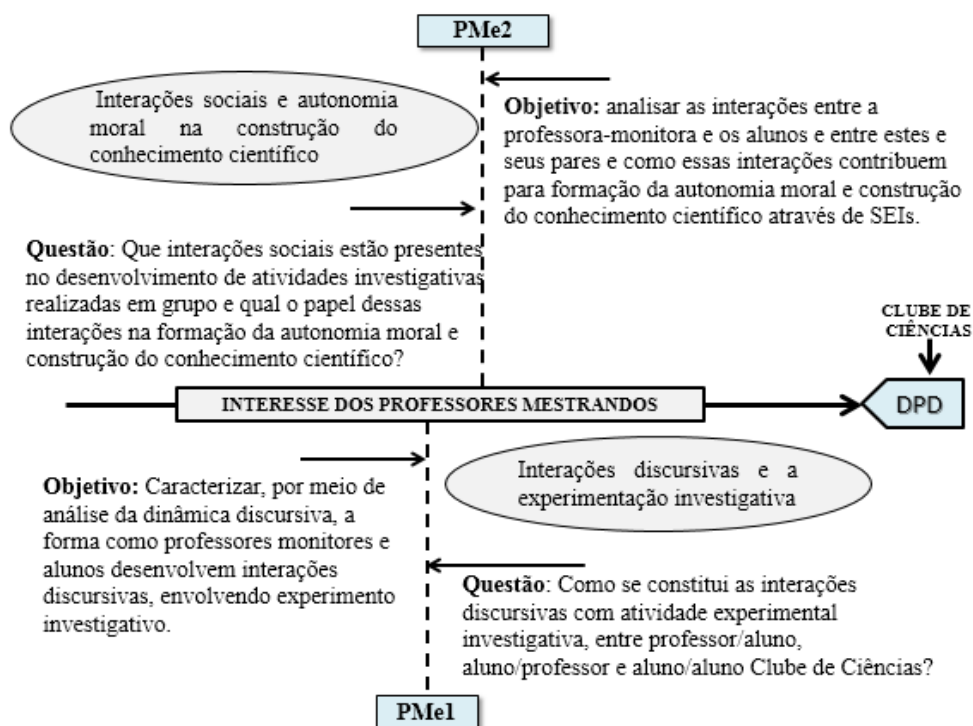 PMe2
Interações sociais e autonomia
moral na construção do
conhecimento científico
Objetivo: analisar as interações entre a
professora-monitora e os alunos e entre estes e
seus pares e como essas interações contribuem
para formação da autonomia moral e construção
do conhecimento científico através de SEIs.
Questão: Que interações sociais estão presentes
no desenvolvimento de atividades investigativas
realizadas em grupo e qual o papel dessas
interações na formação da autonomia moral e
construção do conhecimento científico?
CLUBE DE
CIÊNCIAS
INTERESSE DOS PROFESSORES MESTRANDOS
DPD
Interações discursivas e a
experimentação investigativa
Objetivo: Caracterizar, por meio de
análise da dinâmica discursiva, a
forma como professores monitores e
alunos desenvolvem interações
discursivas, envolvendo experimento
investigativo.
Questão: Como se constitui as interações
discursivas com atividade experimental
investigativa, entre professor/aluno,
aluno/professor e aluno/aluno Clube de Ciências?
PMe1